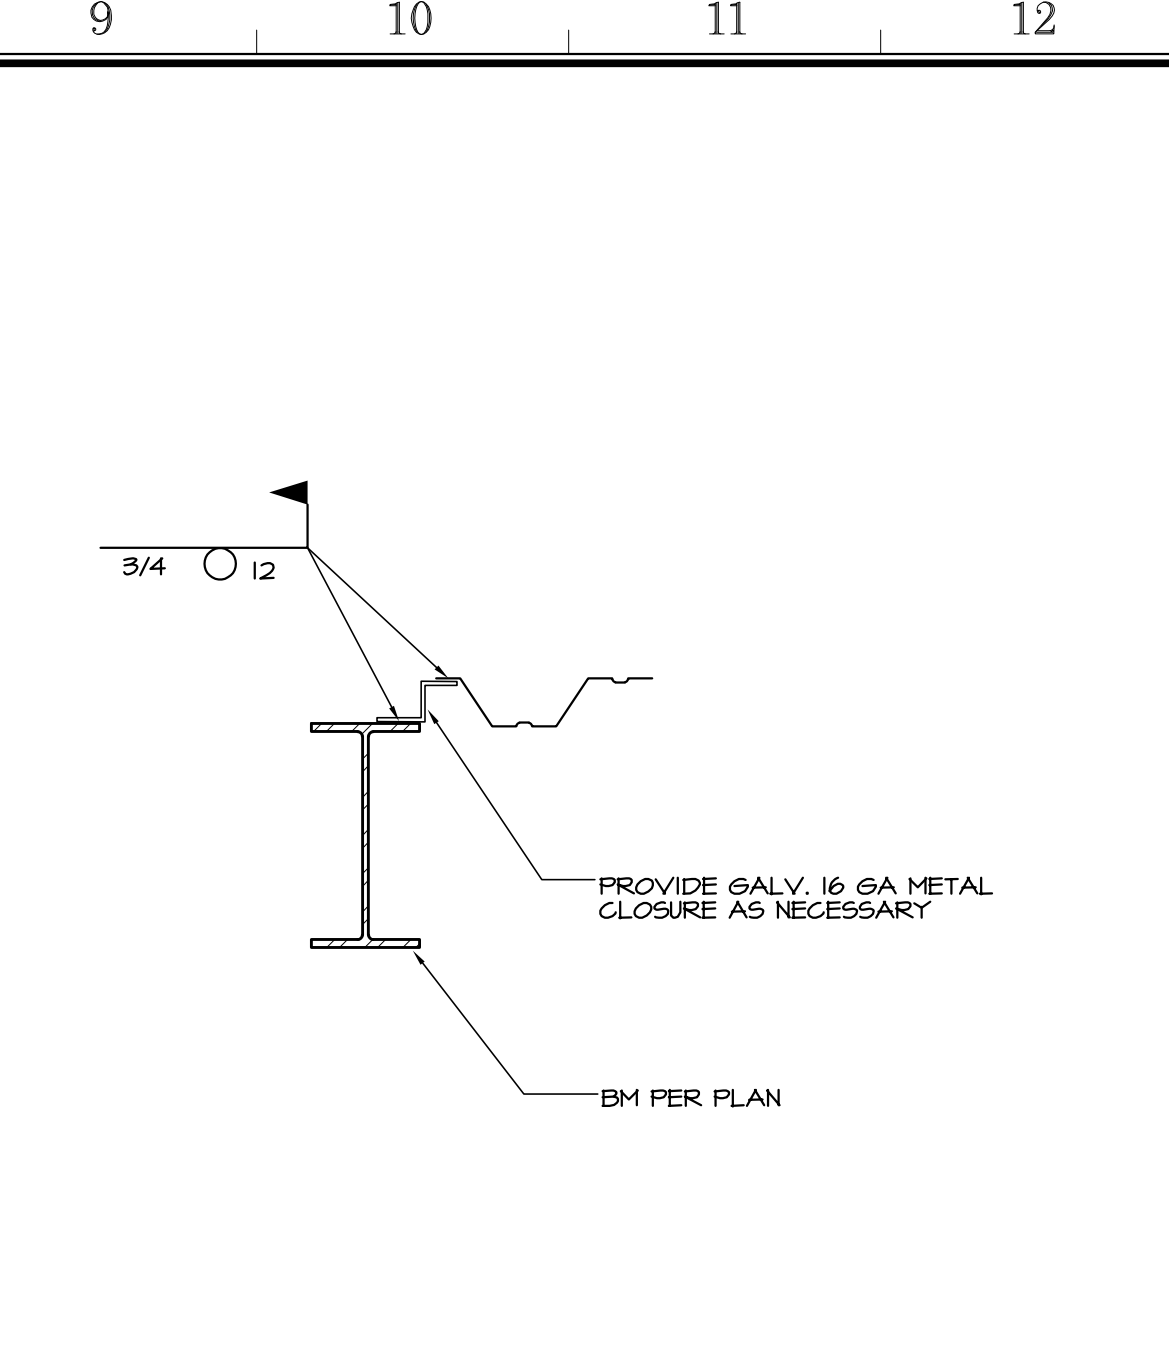 9 10 11 12
3/4 12
PROVIDE GALV. 16 GA METAL
CLOSURE AS NECESSARY
BM PER PLAN